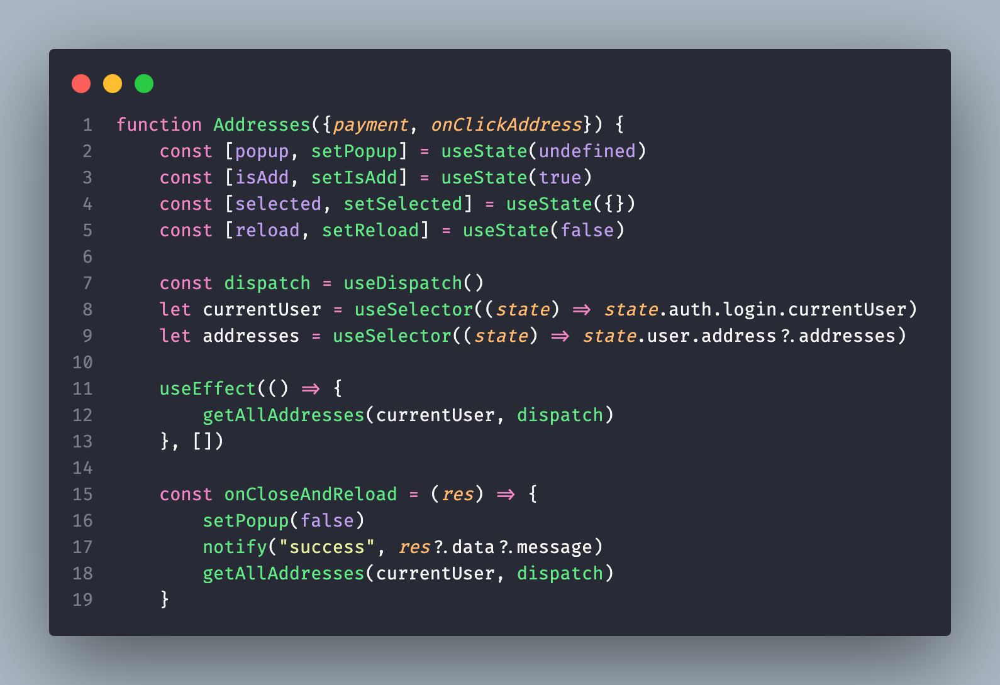 1 function Addresses({payment, onClickAddress}) {
2     const [popup, setPopup] = useState(undefined)
3     const [isAdd, setIsAdd] = useState(true)
4     const [selected, setSelected] = useState({})
5     const [reload, setReload] = useState(false)
6
7     const dispatch = useDispatch()
8     let currentUser = useSelector((state) => state.auth.login.currentUser)
9     let addresses = useSelector((state) => state.user.address?.addresses)
10
11     useEffect(() => {
12         getAllAddresses(currentUser, dispatch)
13     }, [])
14
15     const onCloseAndReload = (res) => {
16         setPopup(false)
17         notify("success", res?.data?.message)
18         getAllAddresses(currentUser, dispatch)
19     }